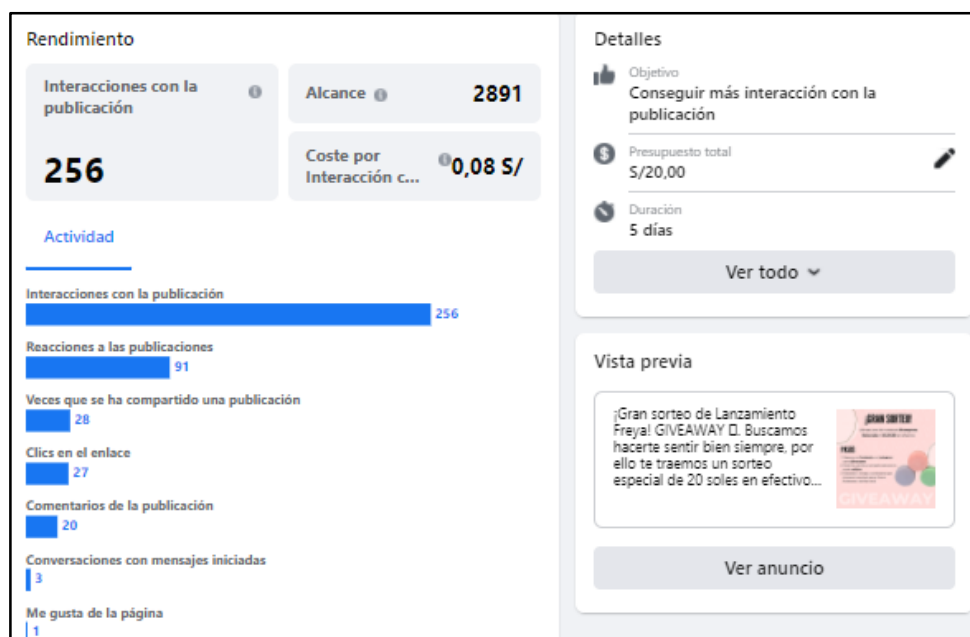 Rendimiento
Interacciones con la
publicación
256
Alcance
2891
Coste por
Interacción c...
0,08 S/
Actividad
Interacciones con la publicación
256
Reacciones a las publicaciones
91
Veces que se ha compartido una publicación
28
Clics en el enlace
27
Comentarios de la publicación
20
Conversaciones con mensajes iniciadas
3
Me gusta de la página
1
Detalles
Objetivo
Conseguir más interacción con la
publicación
Presupuesto total
S/20,00
Duración
5 días
Ver todo
Vista previa
¡Gran sorteo de Lanzamiento
Freya! GIVEAWAY 🎁. Buscamos
hacerte sentir bien siempre, por
ello te traemos un sorteo
especial de 20 soles en efectivo...
¡GRAN SORTEO!
GIVEAWAY
Ver anuncio